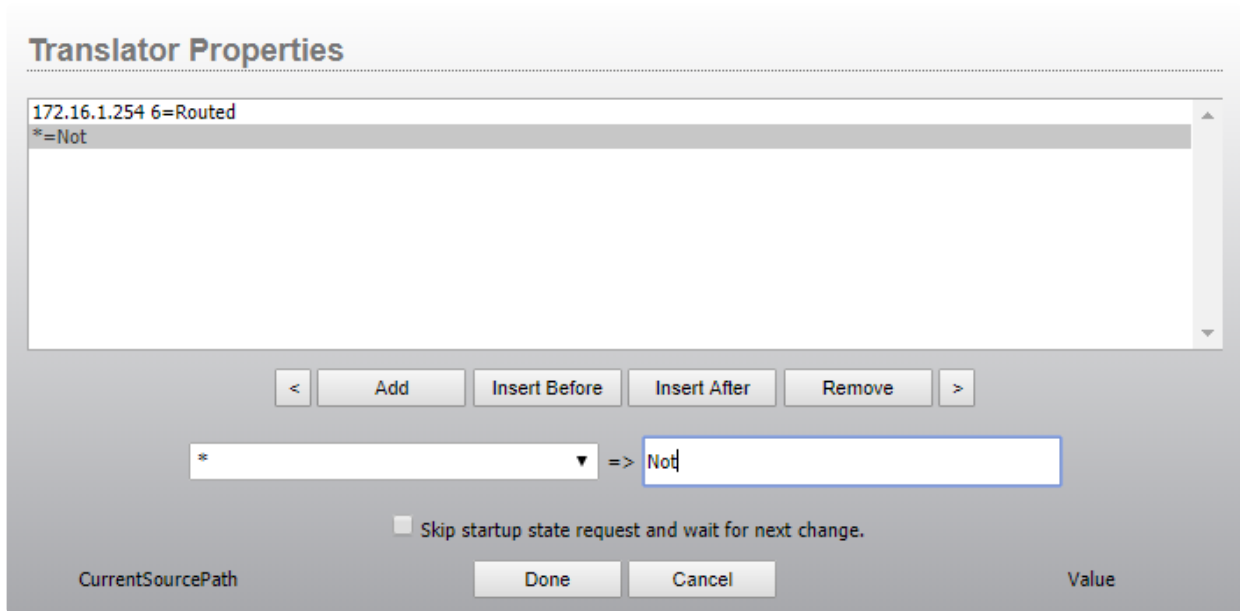 Translator Properties
172.16.1.254 6=Routed
*=Not
< Add Insert Before Insert After Remove >
* ▼ => Not
Skip startup state request and wait for next change.
CurrentSourcePath Done Cancel Value